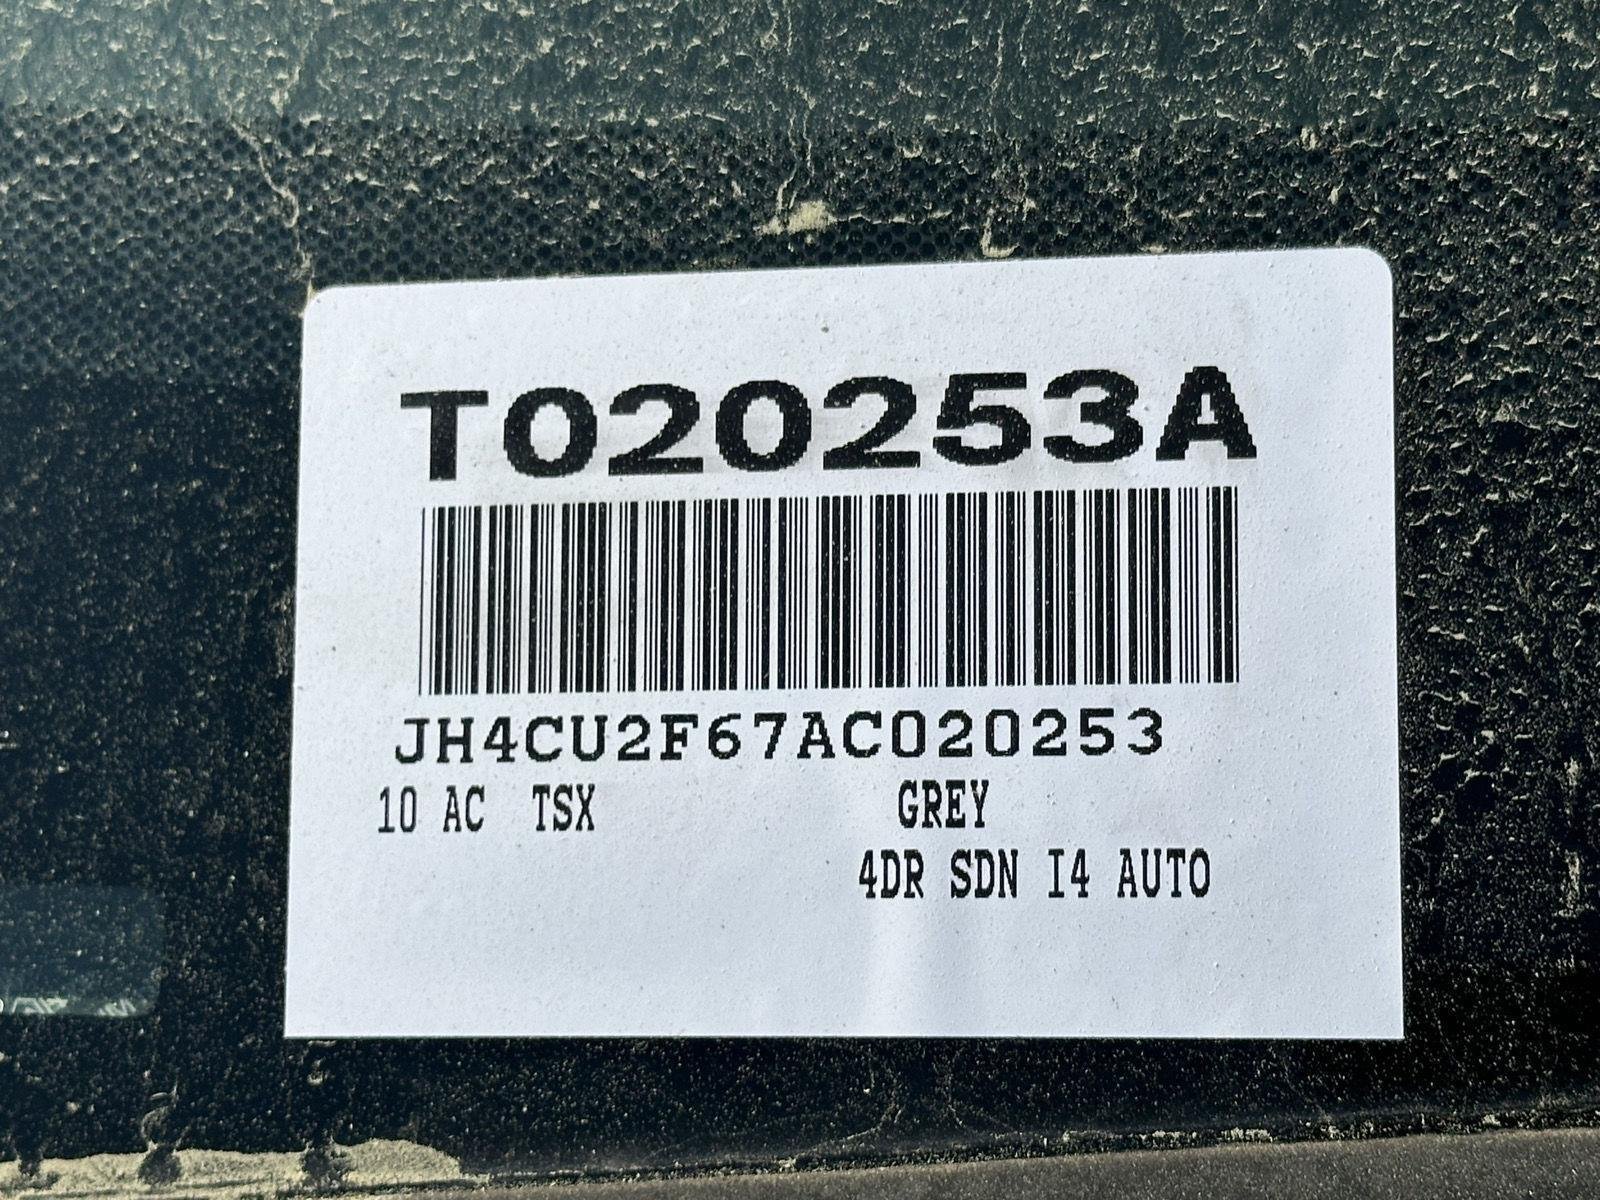 T020253A
JH4CU2F67AC020253
10 AC TSX GREY
4DR SDN I4 AUTO